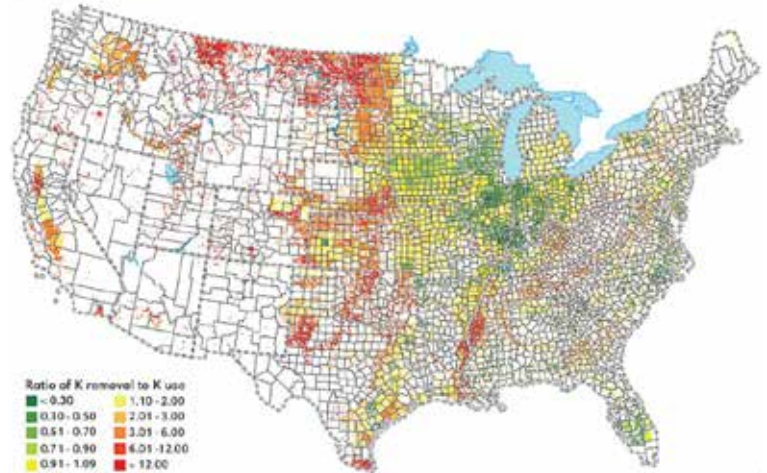 Ratio of K removal to K use
< 0.30
0.30 - 0.50
0.51 - 0.70
0.71 - 0.90
0.91 - 1.09
1.10 - 2.00
2.01 - 3.00
3.01 - 6.00
6.01 - 12.00
> 12.00